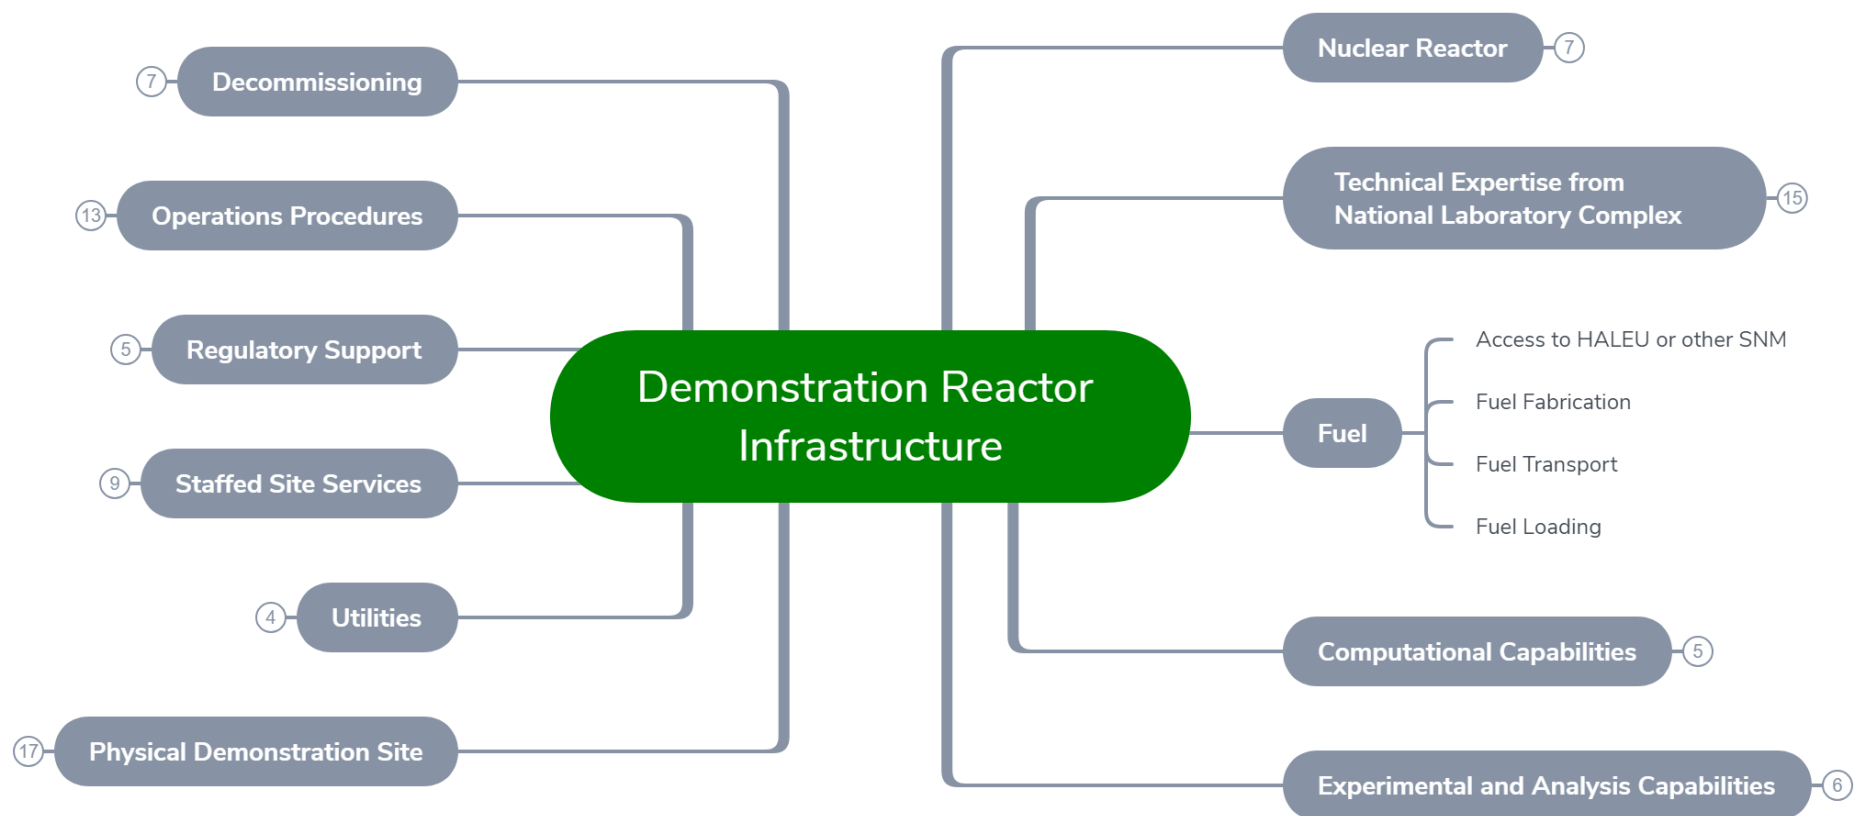 Demonstration Reactor
Infrastructure
Nuclear Reactor
7
Technical Expertise from
National Laboratory Complex
15
Fuel
Access to HALEU or other SNM
Fuel Fabrication
Fuel Transport
Fuel Loading
Computational Capabilities
5
Experimental and Analysis Capabilities
6
7
Decommissioning
13
Operations Procedures
5
Regulatory Support
9
Staffed Site Services
4
Utilities
17
Physical Demonstration Site